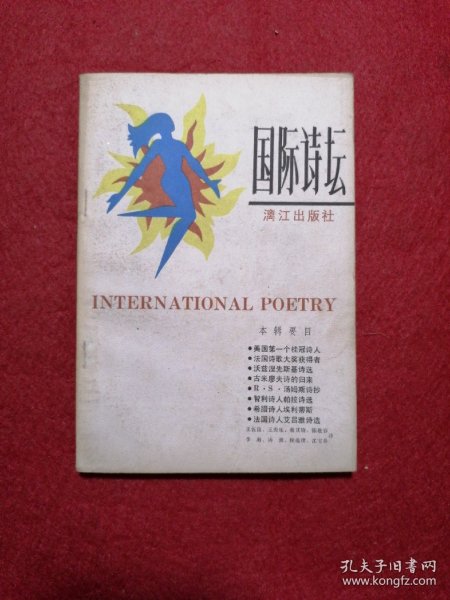 国际诗坛
漓江出版社
INTERNATIONAL POETRY
本辑要目
●美国第一个桂冠诗人
●法国诗歌大奖获得者
●沃兹涅先斯基诗选
●古米廖夫诗的归来
●R·S·汤姆斯诗抄
●智利诗人帕拉诗选
●希腊诗人埃利蒂斯
●法国诗人艾吕雅诗选
译
孔夫子旧书网
www.kongfz.com